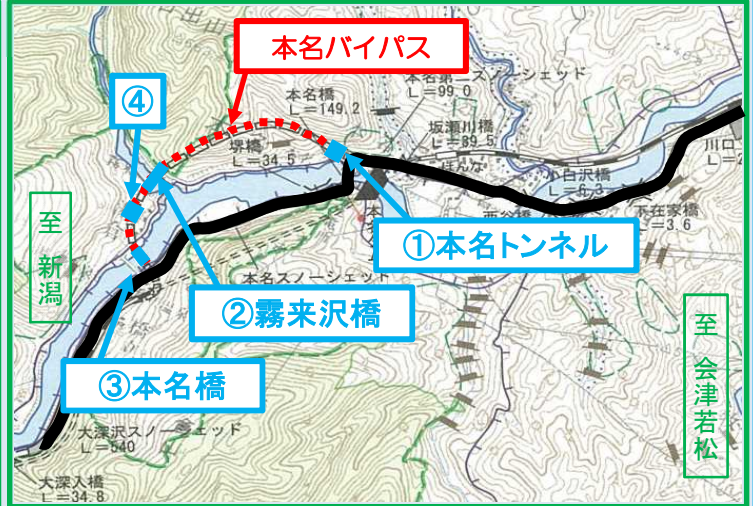 本名バイパス
④
本名橋
L=149.2
本名第二スノーシェッド
L=99.0
坂瀬川橋
L=39.5
堺橋
L=34.5
ほんな
小白沢橋
L=6.3
川口
下在家橋
L=3.6
西谷橋
①本名トンネル
至 新潟
本名スノーシェッド
②霧来沢橋
③本名橋
至 会津若松
大深沢スノーシェッド
L=540
大深入橋
L=34.8